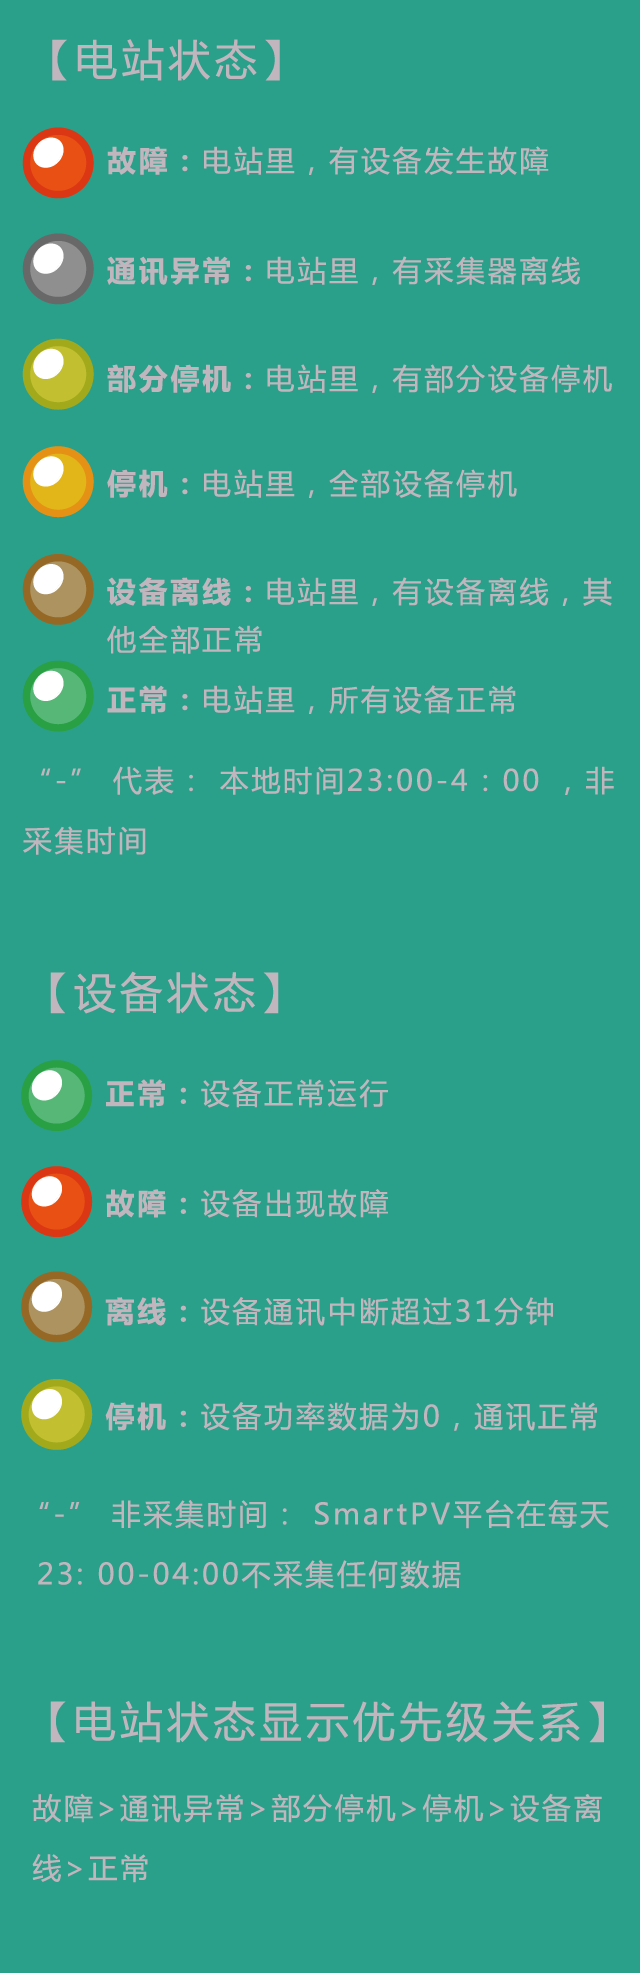 【电站状态】
故障：电站里，有设备发生故障
通讯异常：电站里，有采集器离线
部分停机：电站里，有部分设备停机
停机：电站里，全部设备停机
设备离线：电站里，有设备离线，其
他全部正常
正常：电站里，所有设备正常
“-” 代表： 本地时间23:00-4：00 ，非
采集时间
【设备状态】
正常：设备正常运行
故障：设备出现故障
离线：设备通讯中断超过31分钟
停机：设备功率数据为0，通讯正常
“-” 非采集时间： SmartPV平台在每天
23: 00-04:00不采集任何数据
【电站状态显示优先级关系】
故障>通讯异常>部分停机>停机>设备离
线>正常